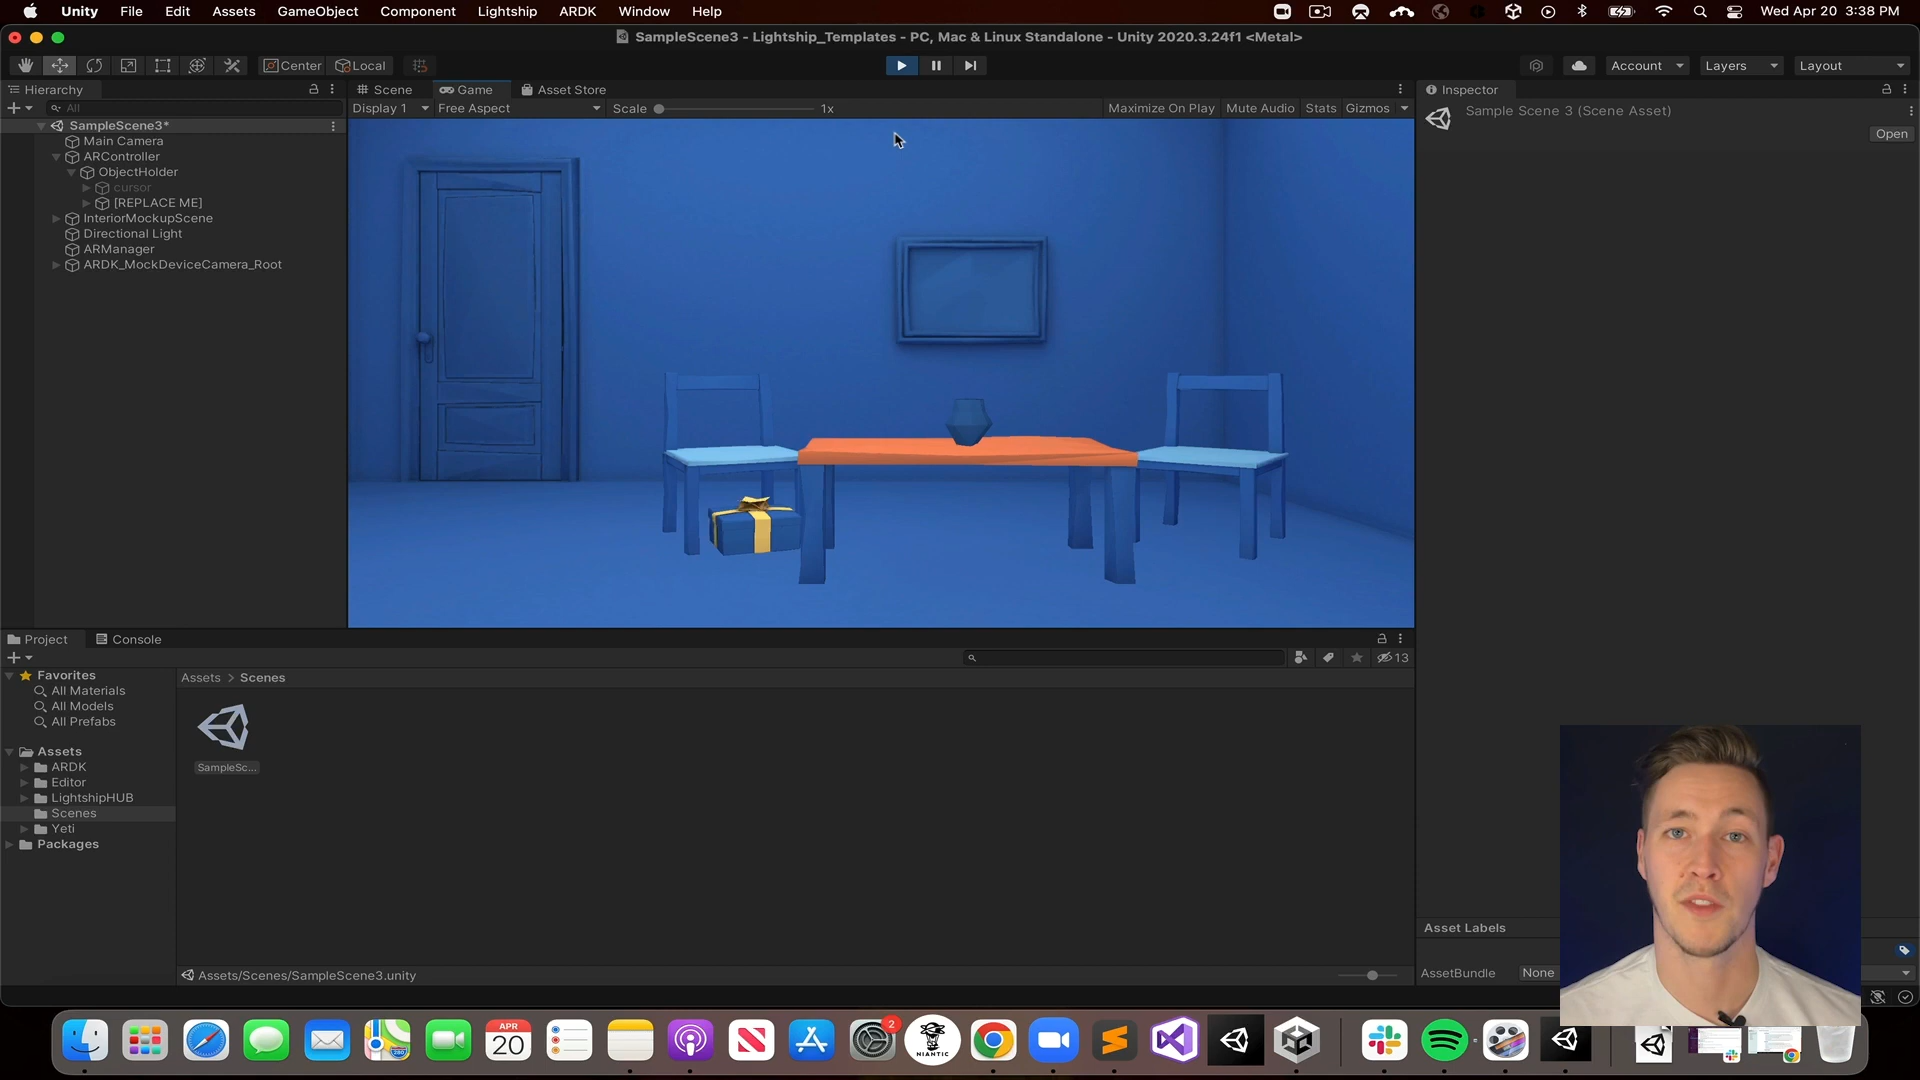 Unity File Edit Assets GameObject Component Lightship ARDK Window Help Wed Apr 20 3:38 PM
SampleScene3 - Lightship_Templates - PC, Mac & Linux Standalone - Unity 2020.3.24f1 <Metal>
Center Local Account Layers Layout
Hierarchy Scene Game Asset Store Inspector
All Display 1 Free Aspect Scale 1x Maximize On Play Mute Audio Stats Gizmos
Sample Scene 3 (Scene Asset)
Open
SampleScene3*
Main Camera
ARController
ObjectHolder
cursor
[REPLACE ME]
InteriorMockupScene
Directional Light
ARManager
ARDK_MockDeviceCamera_Root
Project Console
13
Favorites Assets > Scenes
All Materials
All Models
All Prefabs
Assets
ARDK SampleSc...
Editor
LightshipHUB
Scenes
Yeti
Packages
Asset Labels
AssetBundle None
Assets/Scenes/SampleScene3.unity
APR
20
2
NIANTIC
280